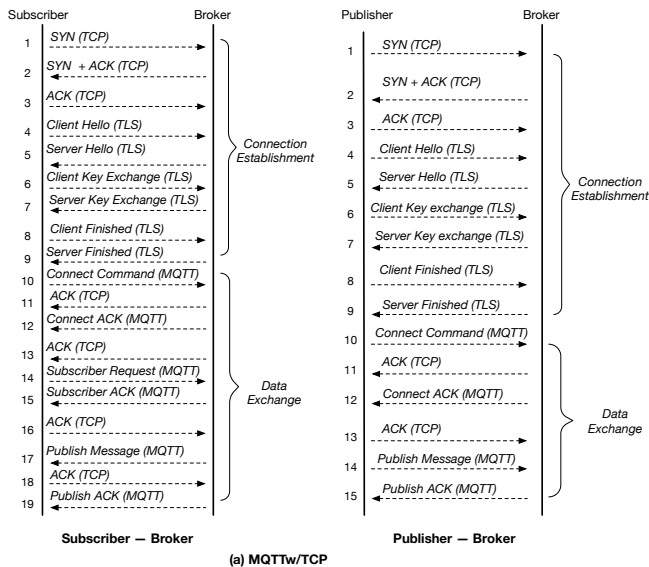 Subscriber
Broker
1 SYN (TCP)
2 SYN + ACK (TCP)
3 ACK (TCP)
4 Client Hello (TLS)
5 Server Hello (TLS)
6 Client Key Exchange (TLS)
7 Server Key Exchange (TLS)
8 Client Finished (TLS)
9 Server Finished (TLS)
Connection
Establishment
10 Connect Command (MQTT)
11 ACK (TCP)
12 Connect ACK (MQTT)
13 ACK (TCP)
14 Subscriber Request (MQTT)
15 Subscriber ACK (MQTT)
16 ACK (TCP)
17 Publish Message (MQTT)
18 ACK (TCP)
19 Publish ACK (MQTT)
Data
Exchange
Subscriber — Broker
Publisher
Broker
1 SYN (TCP)
2 SYN + ACK (TCP)
3 ACK (TCP)
4 Client Hello (TLS)
5 Server Hello (TLS)
6 Client Key exchange (TLS)
7 Server Key exchange (TLS)
8 Client Finished (TLS)
9 Server Finished (TLS)
Connection
Establishment
10 Connect Command (MQTT)
11 ACK (TCP)
12 Connect ACK (MQTT)
13 ACK (TCP)
14 Publish Message (MQTT)
15 Publish ACK (MQTT)
Data
Exchange
Publisher — Broker
(a) MQTTw/TCP